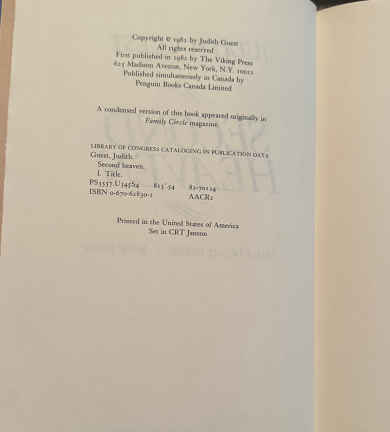 Copyright © 1982 by Judith Guest
All rights reserved
First published in 1982 by The Viking Press
625 Madison Avenue, New York, N.Y. 10022
Published simultaneously in Canada by
Penguin Books Canada Limited
A condensed version of this book appeared originally in
Family Circle magazine.
LIBRARY OF CONGRESS CATALOGING IN PUBLICATION DATA
Guest, Judith.
Second heaven.
I. Title.
PS3557.U345S4 813'.54 82-70124
ISBN 0-670-62830-1 AACR2
Printed in the United States of America
Set in CRT Janson